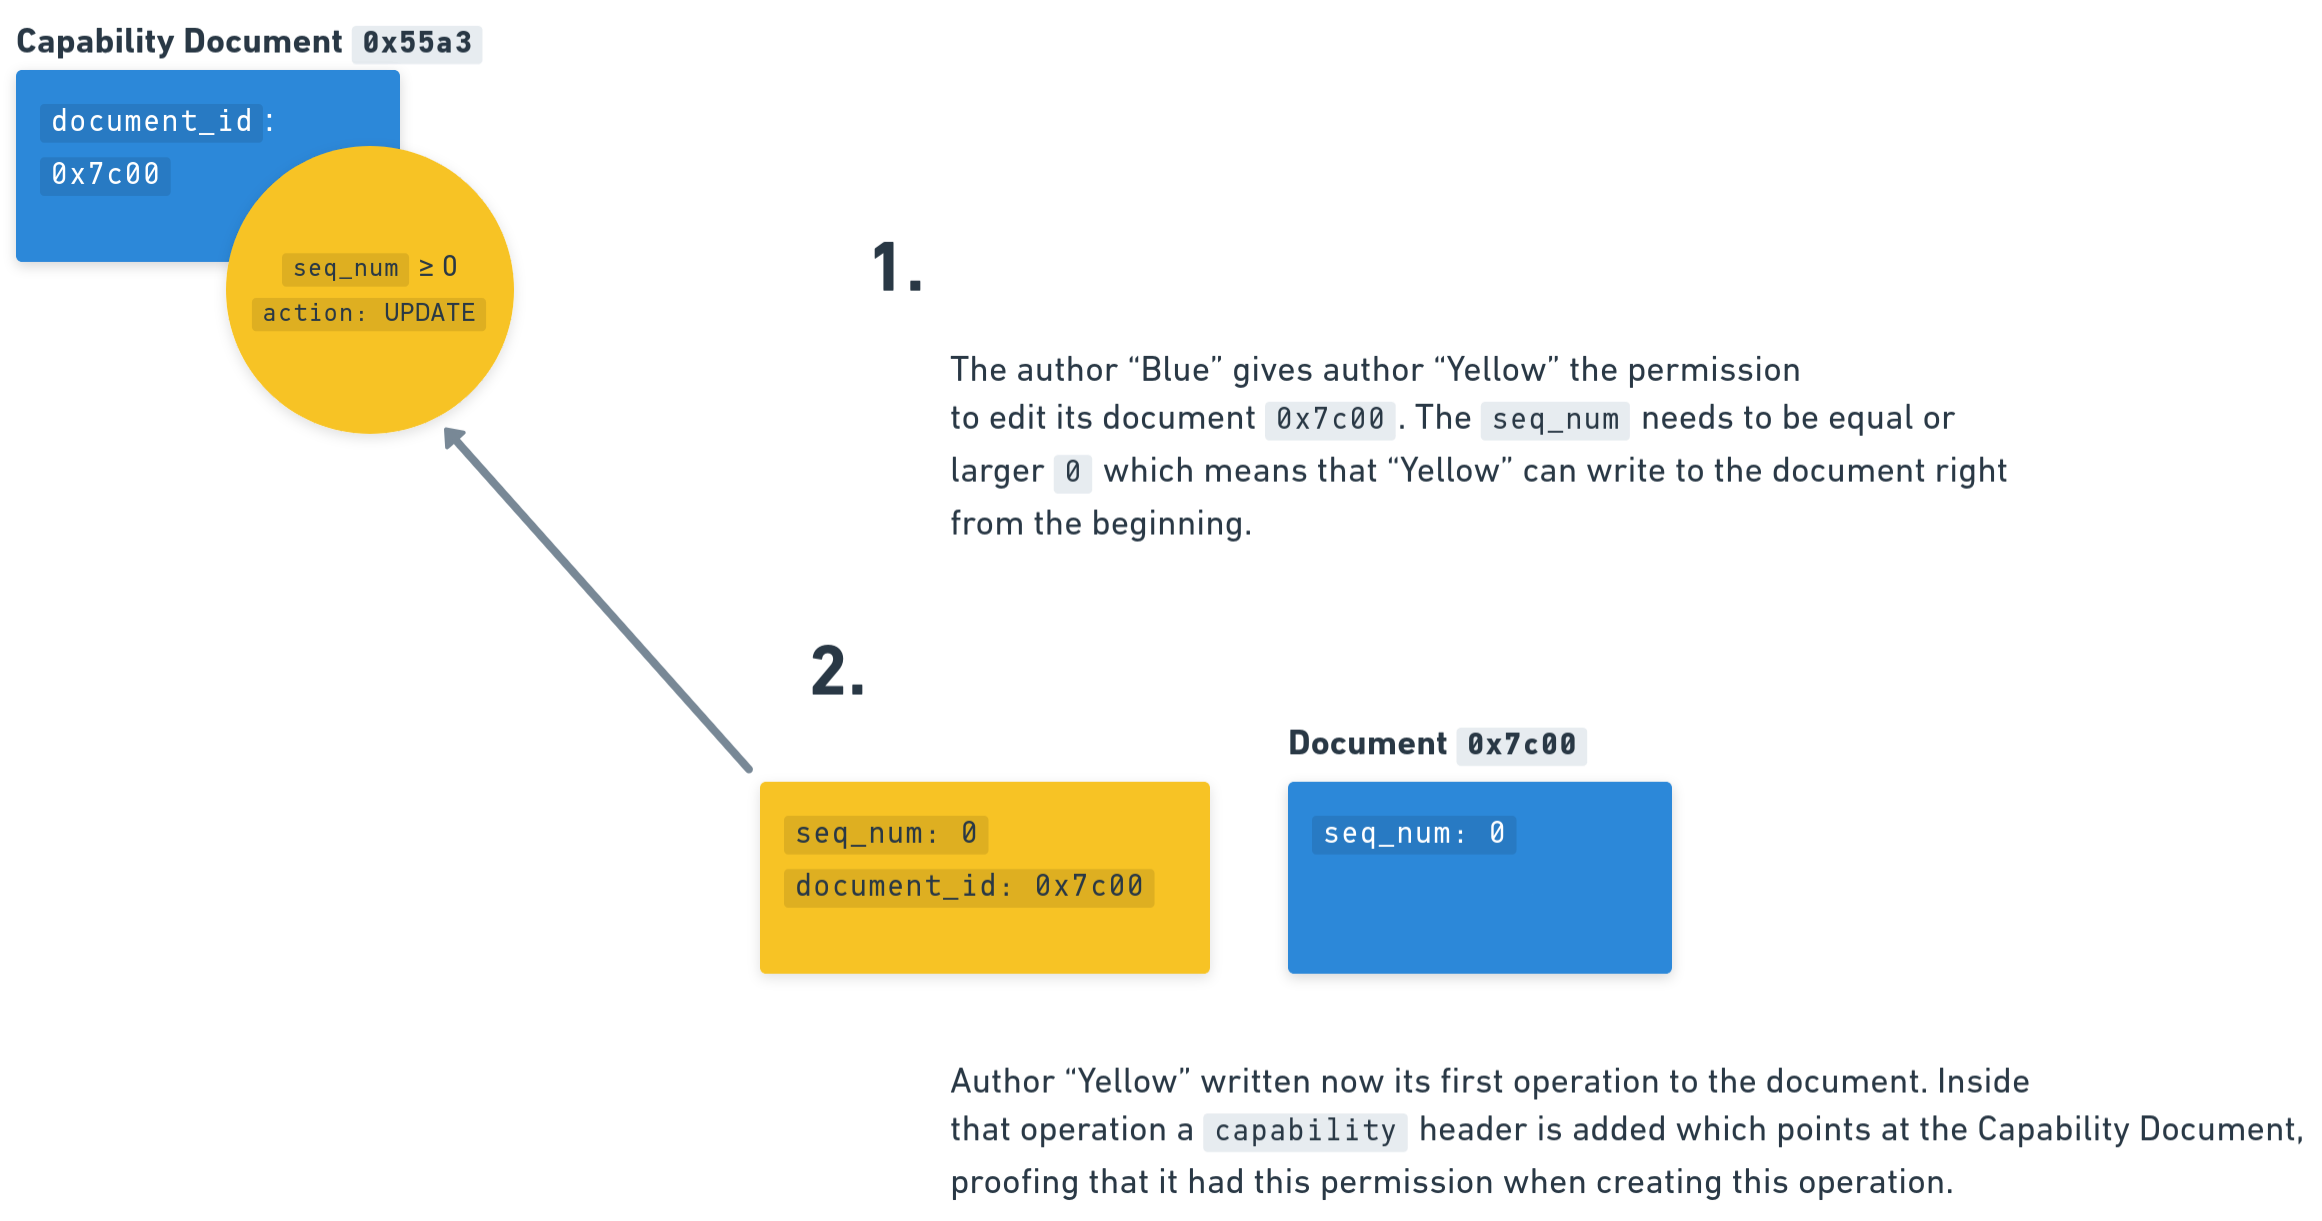 Capability Document 0x55a3
document_id:
0x7c00
seq_num ≥ 0
action: UPDATE
1.
The author “Blue” gives author “Yellow” the permission
to edit its document 0x7c00. The seq_num needs to be equal or
larger 0 which means that “Yellow” can write to the document right
from the beginning.
2.
Document 0x7c00
seq_num: 0
document_id: 0x7c00
seq_num: 0
Author “Yellow” written now its first operation to the document. Inside
that operation a capability header is added which points at the Capability Document,
proofing that it had this permission when creating this operation.